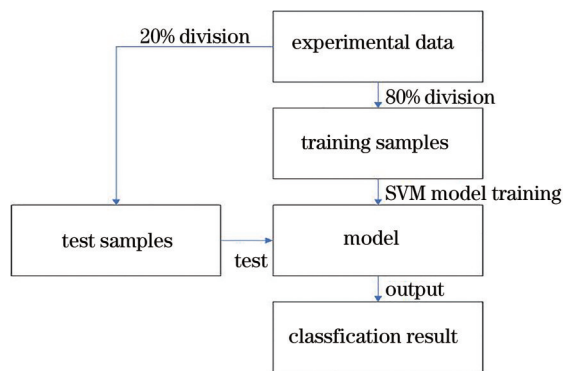 20% division
experimental data
80% division
training samples
SVM model training
test samples
test
model
output
classfication result